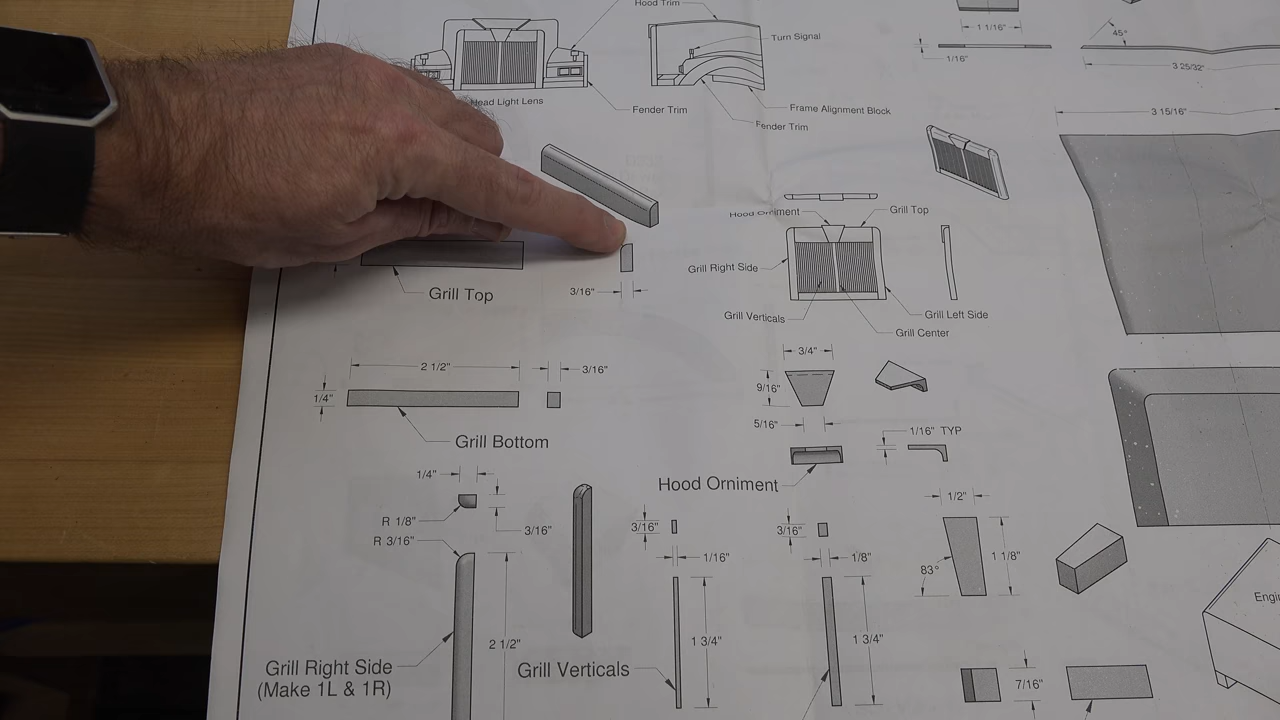 Hood Trim
Turn Signal
Head Light Lens
Fender Trim
Frame Alignment Block
Fender Trim
1 1/16"
1/16"
45°
3 25/32"
3 15/16"
Hood Orniment
Grill Top
Grill Right Side
Grill Verticals
Grill Left Side
Grill Center
3/16"
Grill Top
2 1/2"
3/16"
1/4"
Grill Bottom
3/4"
9/16"
5/16"
1/16" TYP
Hood Orniment
1/4"
R 1/8"
R 3/16"
3/16"
3/16"
1/16"
3/16"
1/8"
1/2"
83°
1 1/8"
2 1/2"
1 3/4"
1 3/4"
Grill Right Side
(Make 1L & 1R)
Grill Verticals
7/16"